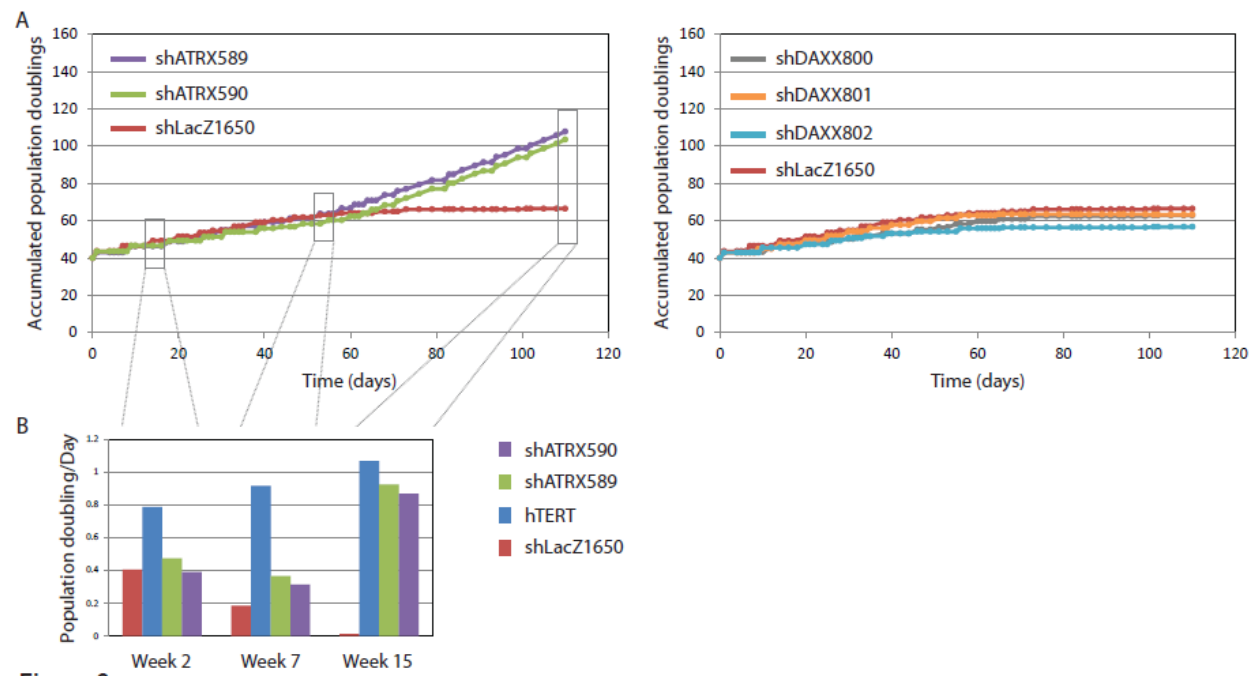 A
Accumulated population doublings
160
140
120
100
80
60
40
20
0
shATRX589
shATRX590
shLacZ1650
0 20 40 60 80 100 120
Time (days)
Accumulated population doublings
160
140
120
100
80
60
40
20
0
shDAXX800
shDAXX801
shDAXX802
shLacZ1650
0 20 40 60 80 100 120
Time (days)
B
Population doubling/Day
1.2
1
0.8
0.6
0.4
0.2
0
Week 2 Week 7 Week 15
shATRX590
shATRX589
hTERT
shLacZ1650